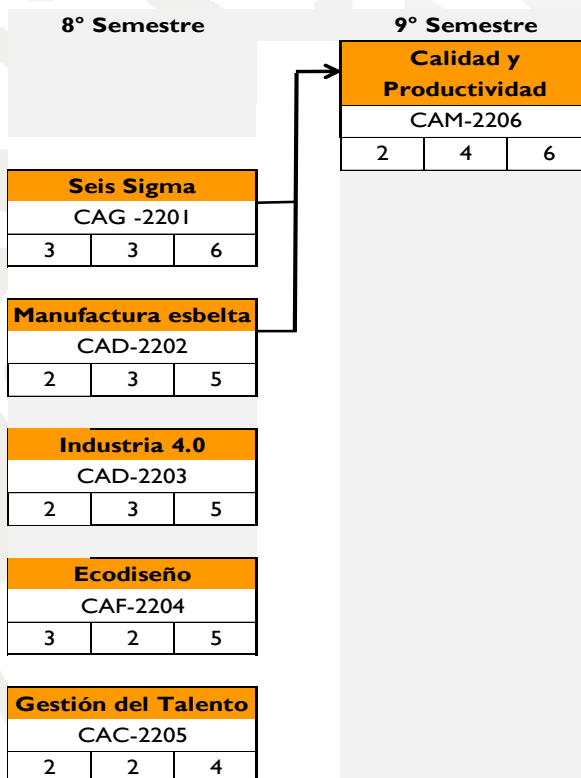 8° Semestre
9° Semestre
Calidad y
Productividad
CAM-2206
2 4 6
Seis Sigma
CAG -2201
3 3 6
Manufactura esbelta
CAD-2202
2 3 5
Industria 4.0
CAD-2203
2 3 5
Ecodiseño
CAF-2204
3 2 5
Gestión del Talento
CAC-2205
2 2 4